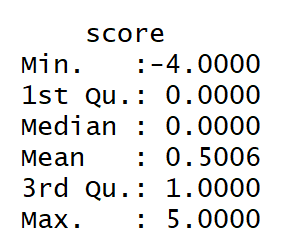 score
Min.   :-4.0000
1st Qu.: 0.0000
Median : 0.0000
Mean   : 0.5006
3rd Qu.: 1.0000
Max.   : 5.0000